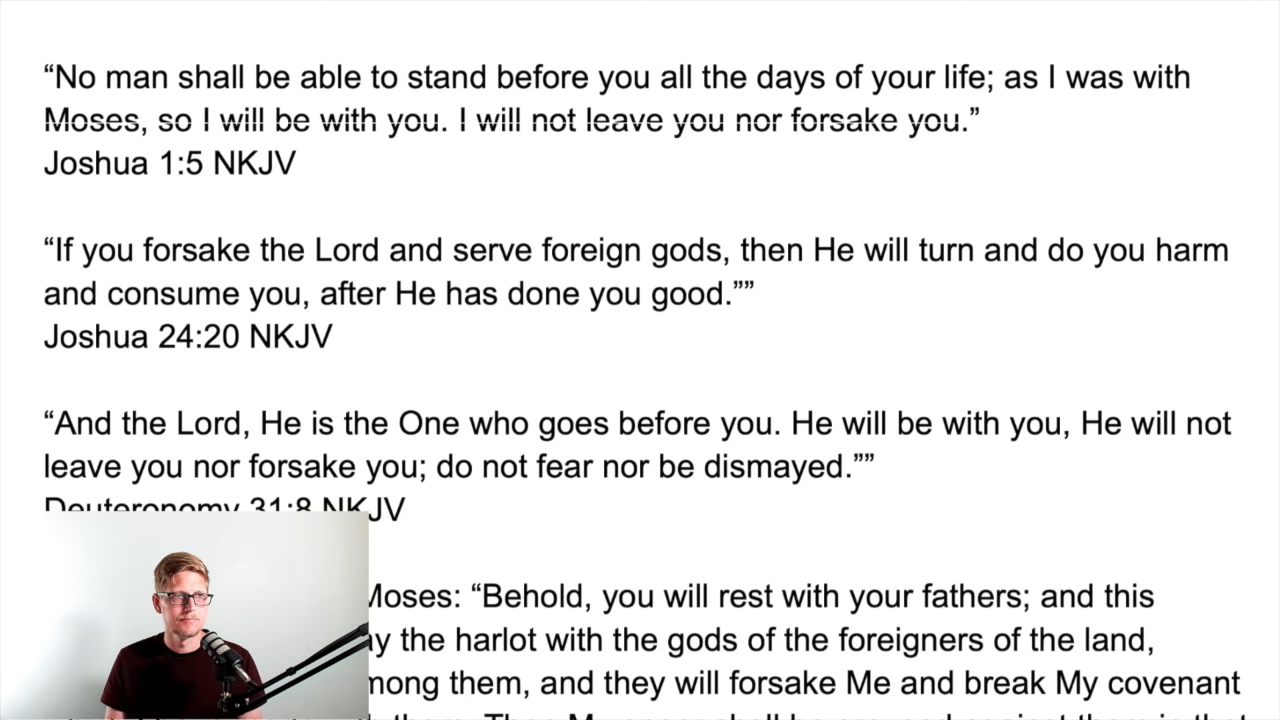 “No man shall be able to stand before you all the days of your life; as I was with
Moses, so I will be with you. I will not leave you nor forsake you.”
Joshua 1:5 NKJV
“If you forsake the Lord and serve foreign gods, then He will turn and do you harm
and consume you, after He has done you good.””
Joshua 24:20 NKJV
“And the Lord, He is the One who goes before you. He will be with you, He will not
leave you nor forsake you; do not fear nor be dismayed.””
Deuteronomy 31:8 NKJV
Moses: “Behold, you will rest with your fathers; and this
the harlot with the gods of the foreigners of the land,
them, and they will forsake Me and break My covenant